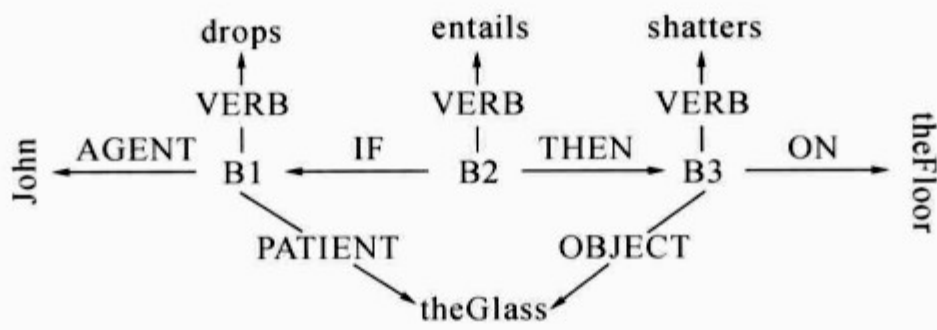 drops entails shatters
VERB VERB VERB
John AGENT B1 IF B2 THEN B3 ON theFloor
PATIENT OBJECT
theGlass